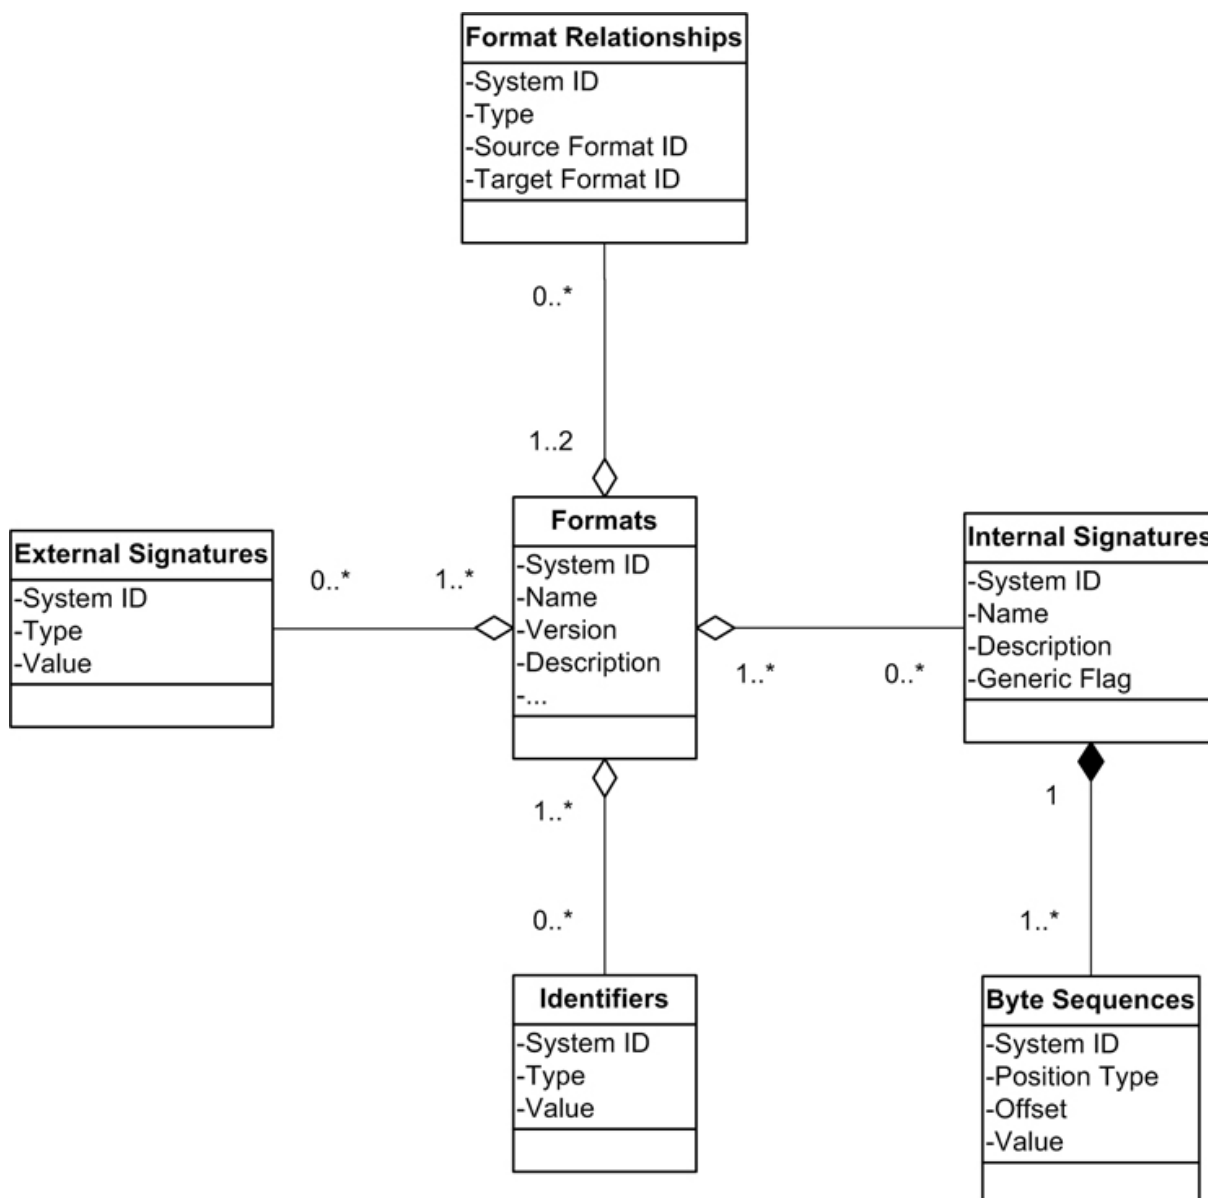 Format Relationships
-System ID
-Type
-Source Format ID
-Target Format ID
0..*
1..2
Formats
-System ID
-Name
-Version
-Description
-...
External Signatures
-System ID
-Type
-Value
0..*
1..*
Internal Signatures
-System ID
-Name
-Description
-Generic Flag
1..*
0..*
1..*
0..*
Identifiers
-System ID
-Type
-Value
1
1..*
Byte Sequences
-System ID
-Position Type
-Offset
-Value